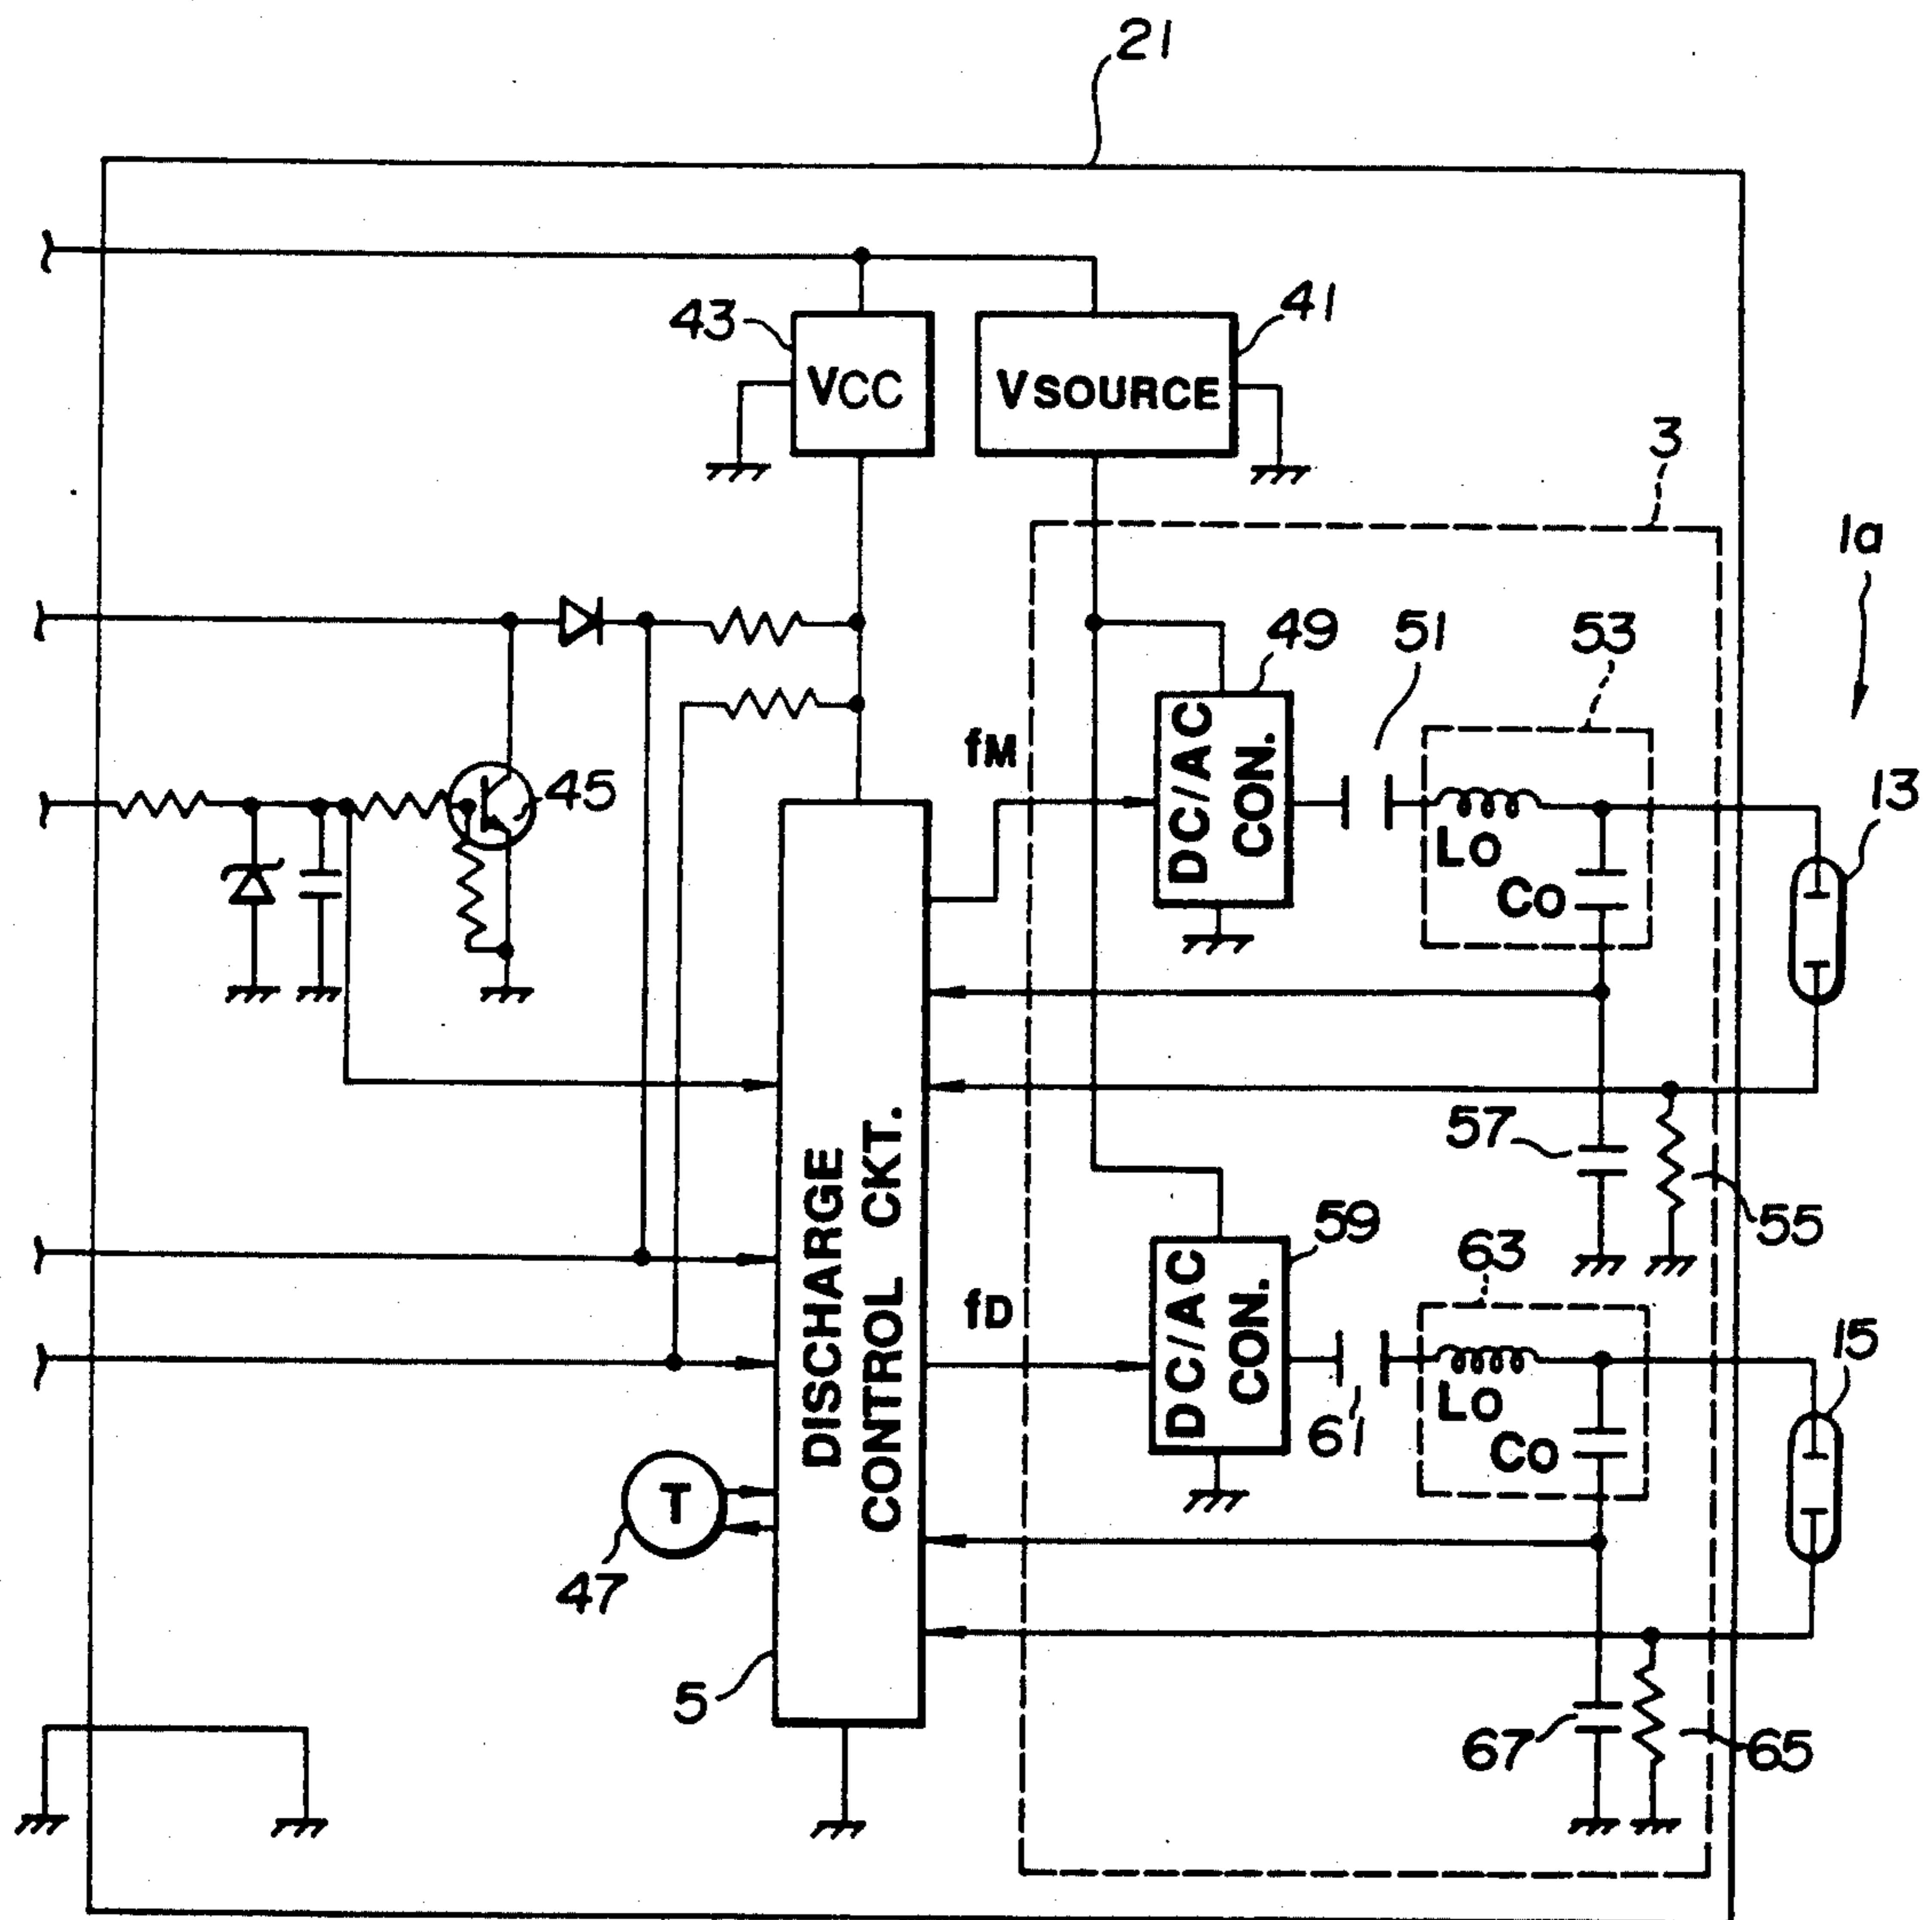 21
43
41
VCC
VSOURCE
3
1a
49
51
53
fM
DC/AC
CON.
45
13
LO
CO
57
55
DISCHARGE
CONTROL CKT.
59
63
fD
DC/AC
CON.
15
LO
61
CO
T
47
5
67
65